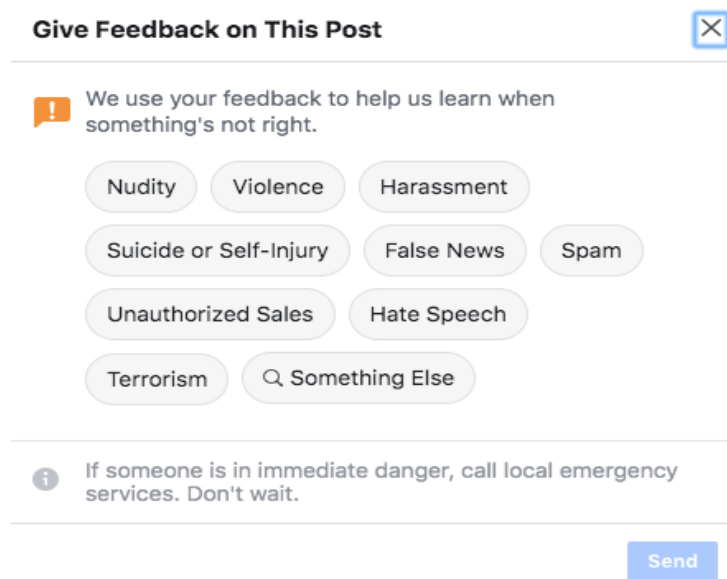 Give Feedback on This Post
We use your feedback to help us learn when
something's not right.
Nudity Violence Harassment
Suicide or Self-Injury False News Spam
Unauthorized Sales Hate Speech
Terrorism Something Else
If someone is in immediate danger, call local emergency
services. Don't wait.
Send